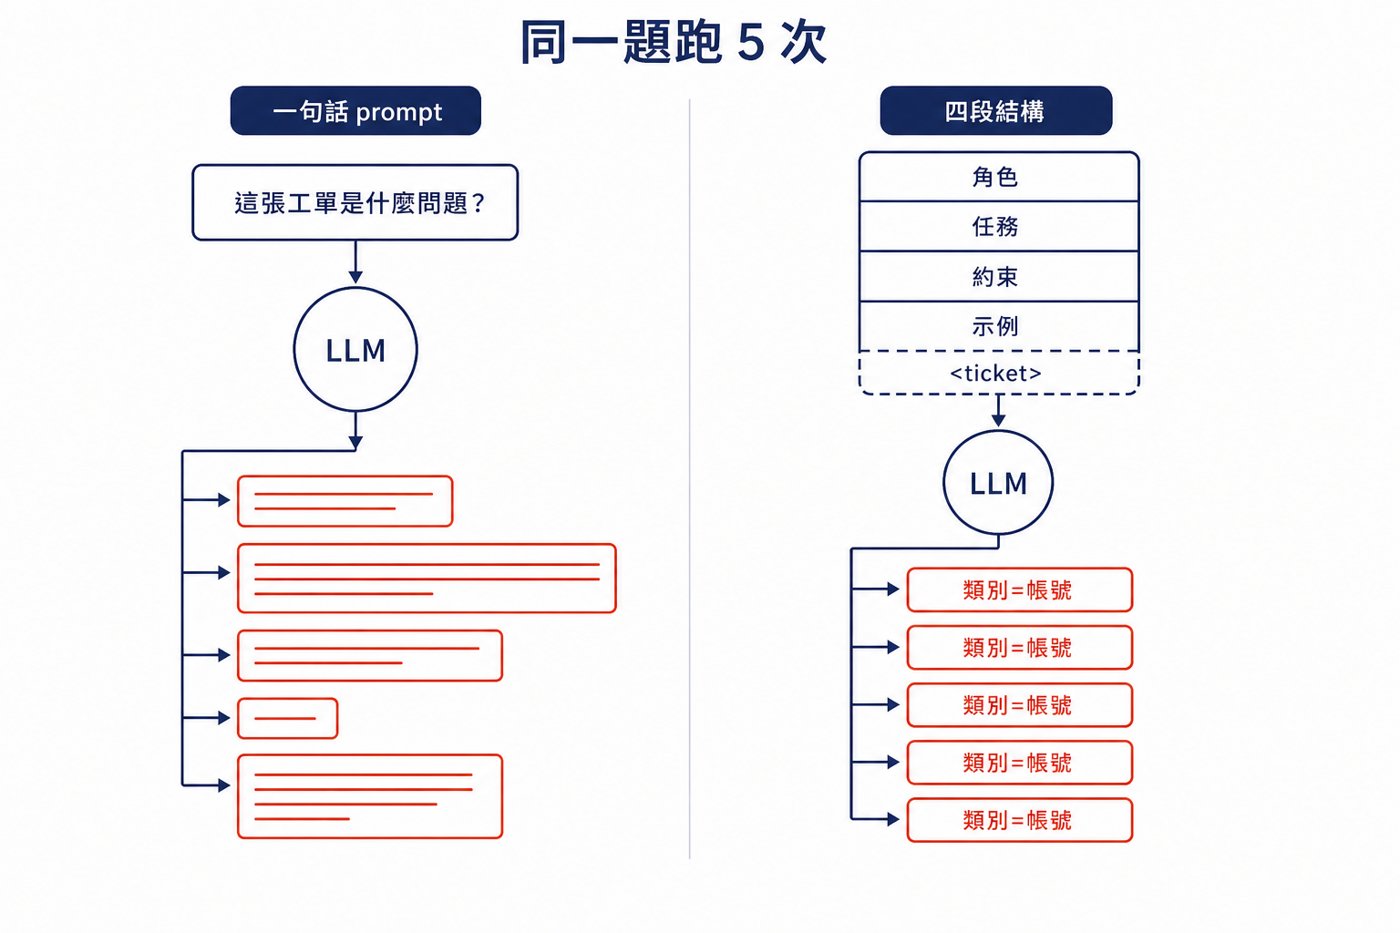 同一題跑 5 次
一句話 prompt
這張工單是什麼問題？
LLM
四段結構
角色
任務
約束
示例
<ticket>
LLM
類別=帳號
類別=帳號
類別=帳號
類別=帳號
類別=帳號